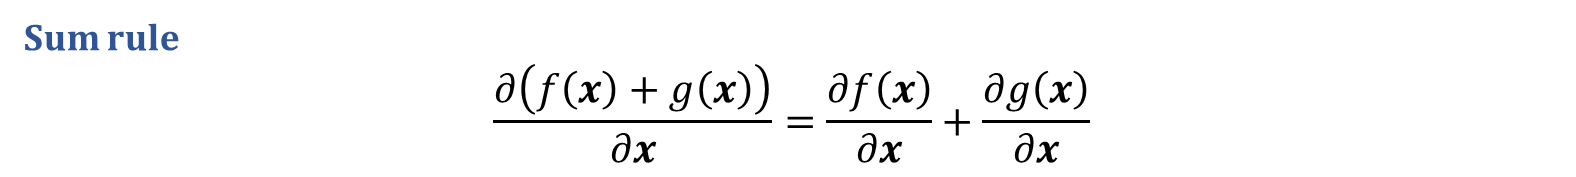 Sum rule
∂(f(𝒙) + g(𝒙)) / ∂𝒙 = ∂f(𝒙) / ∂𝒙 + ∂g(𝒙) / ∂𝒙